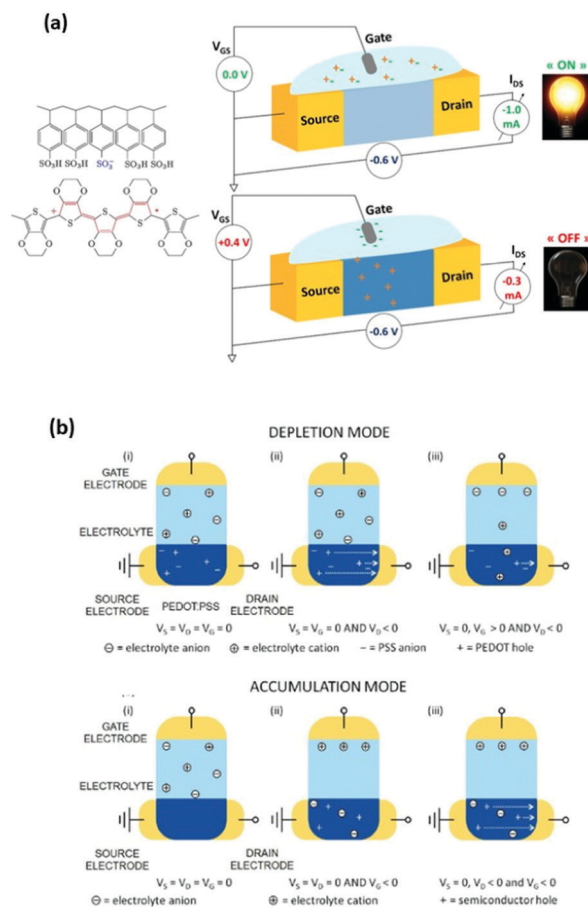 (a)
V_GS
Gate
« ON »
0.0 V
I_DS
Source
Drain
-1.0
mA
-0.6 V
SO₃H SO₃H SO₃⁻ SO₃H SO₃H
V_GS
Gate
« OFF »
+0.4 V
I_DS
Source
Drain
-0.3
mA
-0.6 V
O O O O
S S S
+ •
S S
O O O O O O
(b)
DEPLETION MODE
(i) (ii) (iii)
GATE
ELECTRODE
ELECTROLYTE
SOURCE
ELECTRODE
PEDOT:PSS
DRAIN
ELECTRODE
V_S = V_D = V_G = 0
V_S = V_G = 0 AND V_D < 0
V_S = 0, V_G > 0 AND V_D < 0
⊖ = electrolyte anion ⊕ = electrolyte cation − = PSS anion + = PEDOT hole
ACCUMULATION MODE
(i) (ii) (iii)
GATE
ELECTRODE
ELECTROLYTE
SOURCE
ELECTRODE
DRAIN
ELECTRODE
V_S = V_D = V_G = 0
V_S = V_D = 0 AND V_G < 0
V_S = 0, V_D < 0 and V_G < 0
⊖ = electrolyte anion ⊕ = electrolyte cation + = semiconductor hole